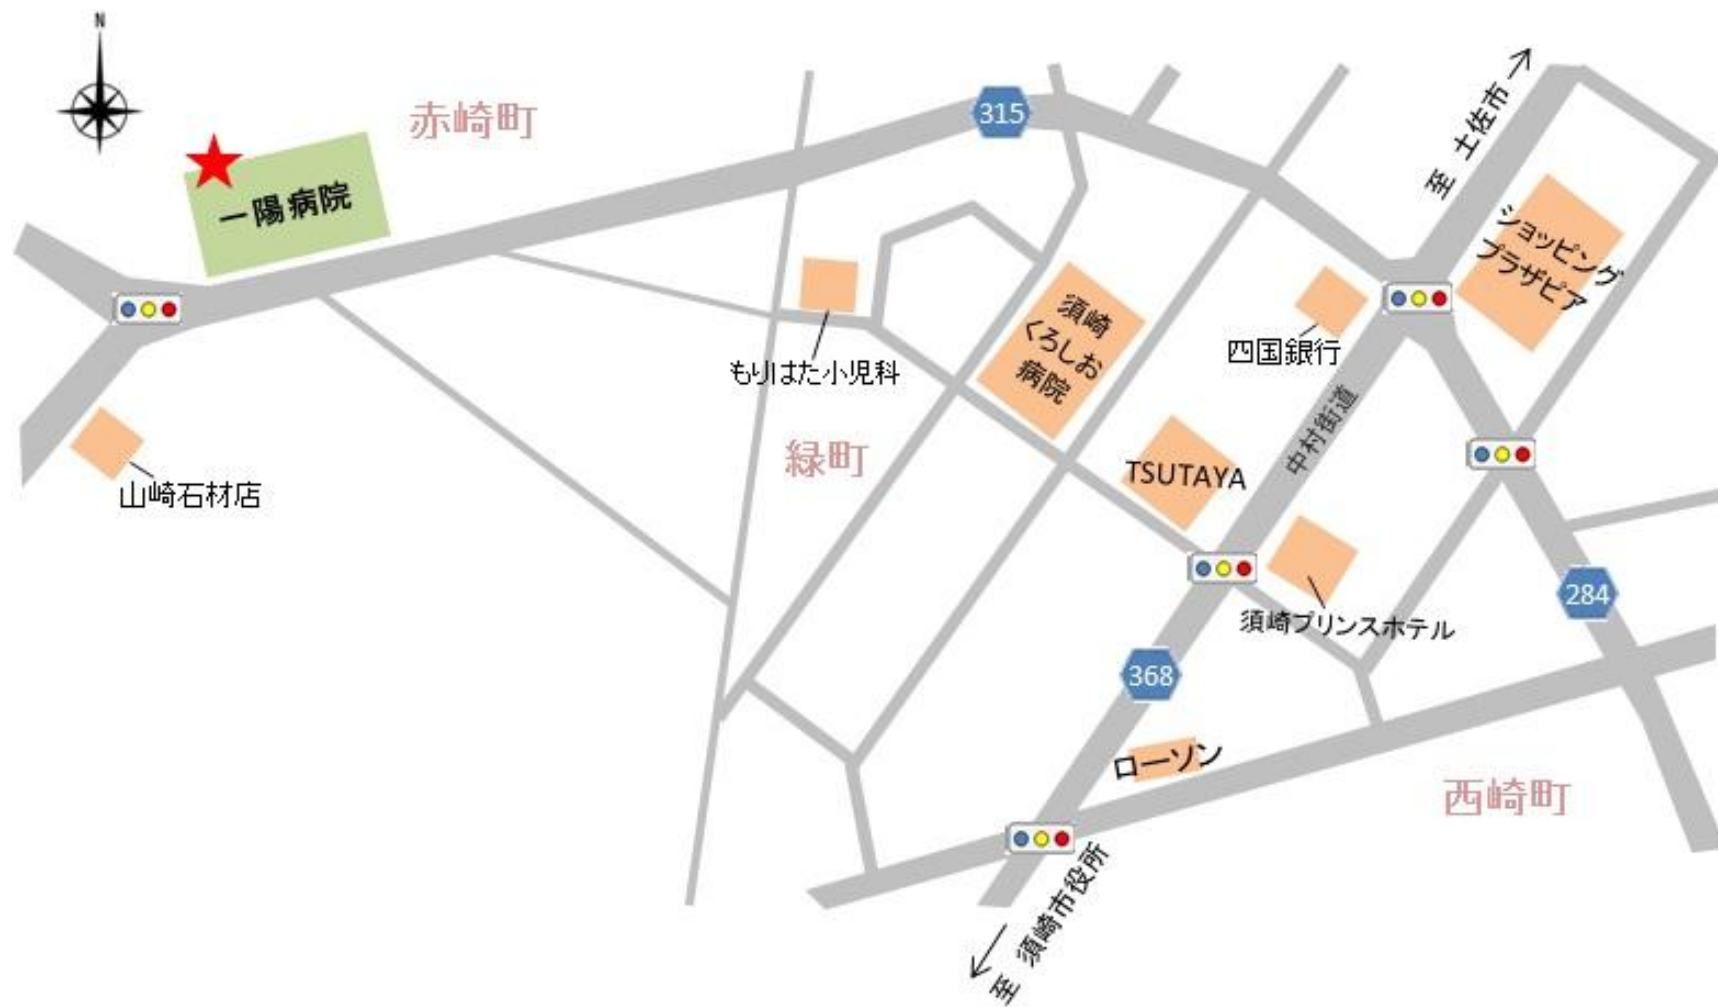 N
赤崎町
315
至 土佐市
一陽病院
ショッピング
プラザピア
もりはた小児科
須崎
くろしお
病院
四国銀行
中村街道
緑町
TSUTAYA
山崎石材店
284
須崎プリンスホテル
368
ローソン
西崎町
至 須崎市役所